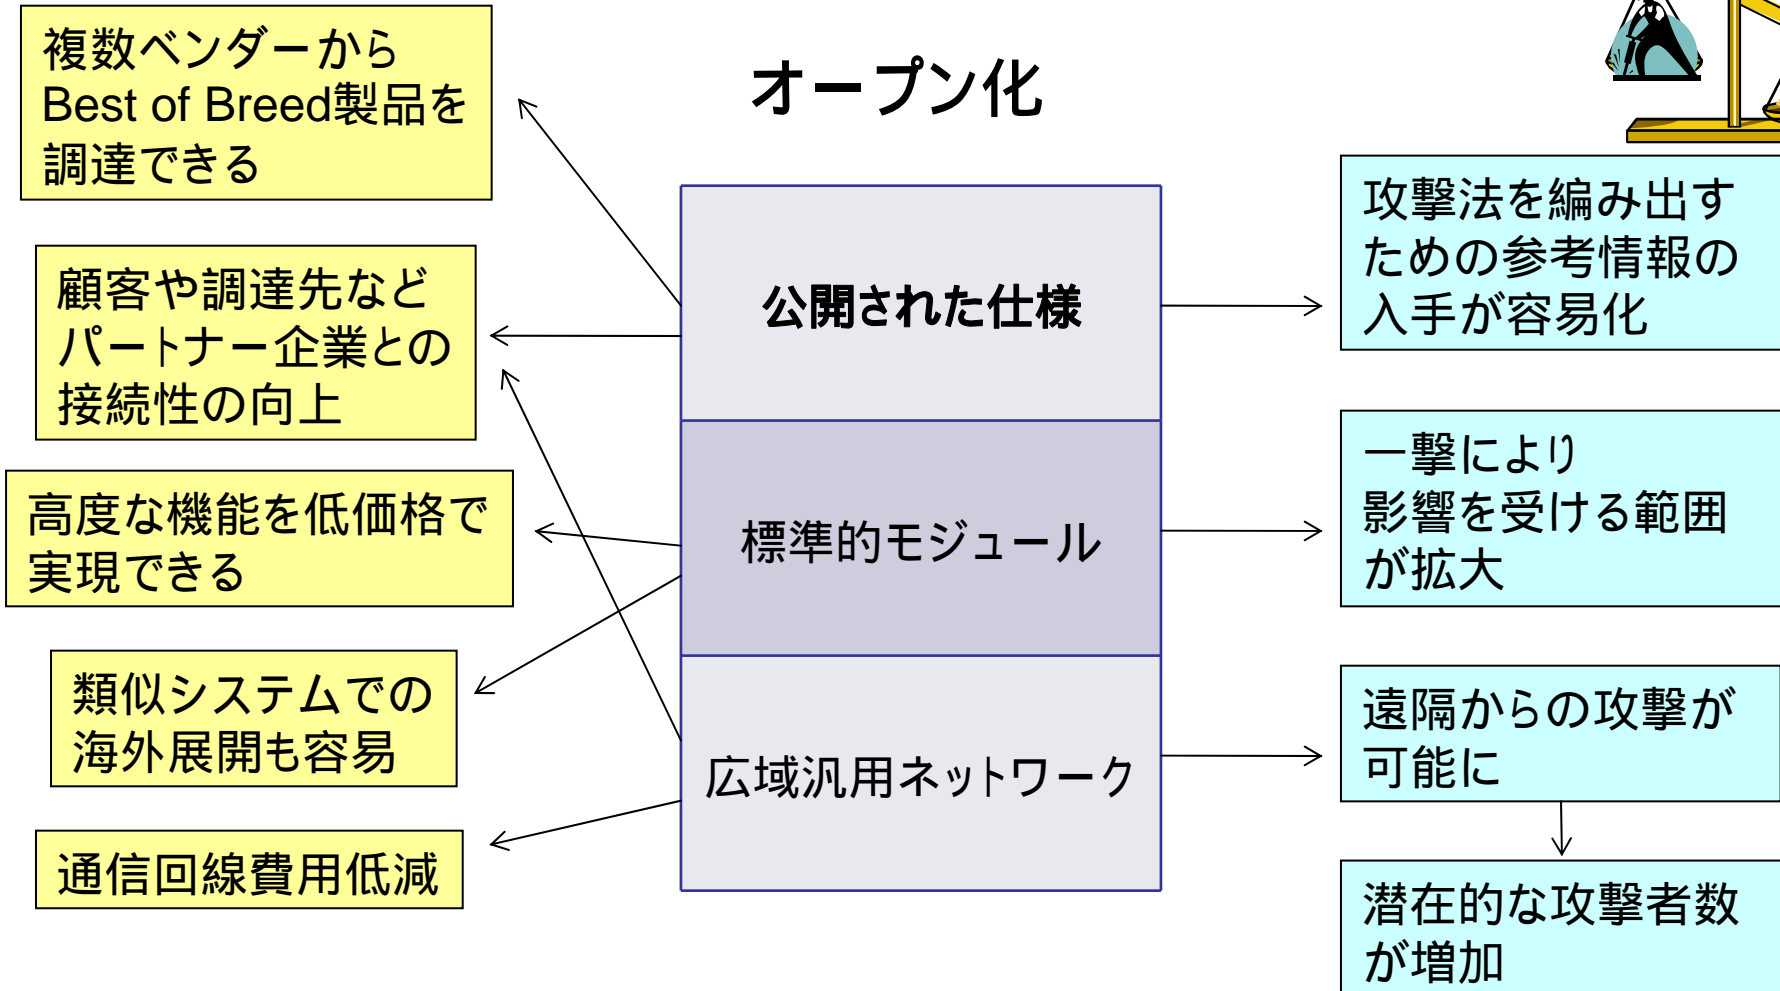 オープン化
複数ベンダーから
Best of Breed製品を
調達できる
顧客や調達先など
パートナー企業との
接続性の向上
高度な機能を低価格で
実現できる
類似システムでの
海外展開も容易
通信回線費用低減
公開された仕様
標準的モジュール
広域汎用ネットワーク
攻撃法を編み出す
ための参考情報の
入手が容易化
一撃により
影響を受ける範囲
が拡大
遠隔からの攻撃が
可能に
潜在的な攻撃者数
が増加